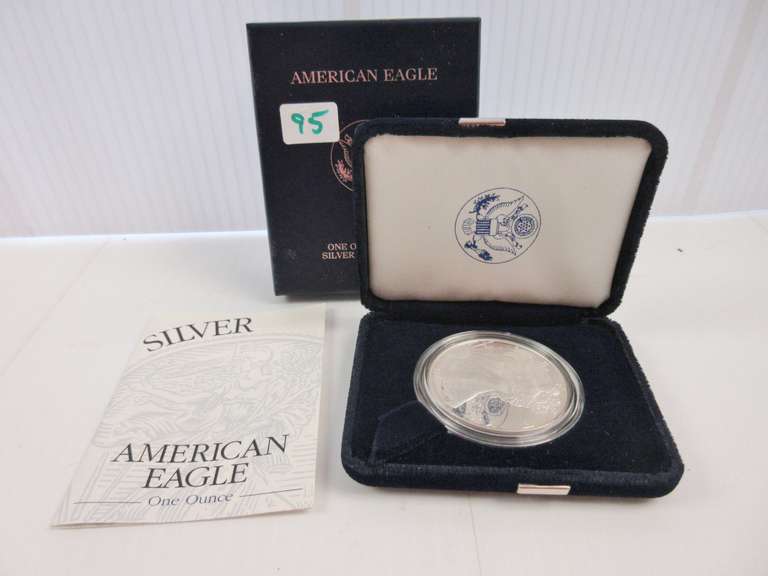 AMERICAN EAGLE
95
ONE O
SILVER
SILVER
AMERICAN
EAGLE
One Ounce